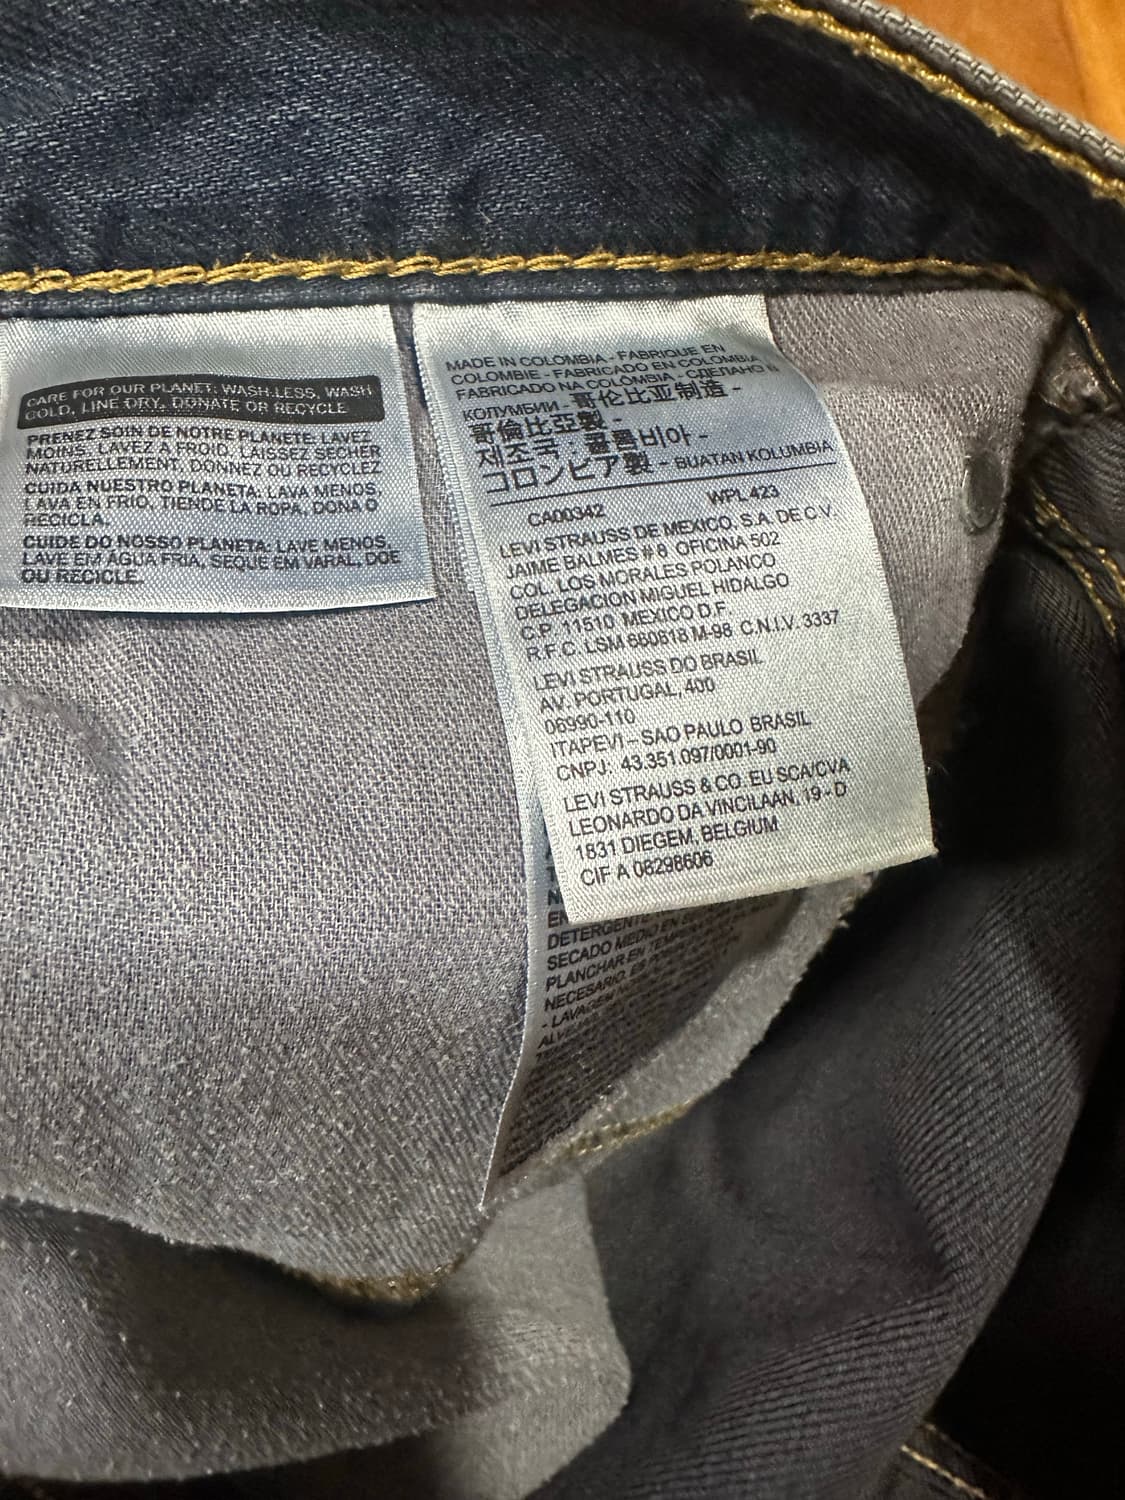 CARE FOR OUR PLANET: WASH LESS, WASH
COLD, LINE DRY, DONATE OR RECYCLE
PRENEZ SOIN DE NOTRE PLANETE: LAVEZ
MOINS, LAVEZ A FROID, LAISSEZ SECHER
NATURELLEMENT, DONNEZ OU RECYCLEZ
CUIDA NUESTRO PLANETA: LAVA MENOS,
LAVA EN FRIO, TIENDE LA ROPA, DONA O
RECICLA.
CUIDE DO NOSSO PLANETA: LAVE MENOS,
LAVE EM ÁGUA FRIA, SEQUE EM VARAL, DOE
OU RECICLE.
MADE IN COLOMBIA - FABRIQUE EN
COLOMBIE - FABRICADO EN COLOMBIA
FABRICADO NA COLÔMBIA - СДЕЛАНО В
КОЛУМБИИ - 哥伦比亚制造 -
哥倫比亞製 -
제조국 : 콜롬비아 -
コロンビア製 - BUATAN KOLUMBIA
WPL 423
CA00342
LEVI STRAUSS DE MEXICO, S.A. DE C.V.
JAIME BALMES # 8 OFICINA 502
COL. LOS MORALES POLANCO
DELEGACION MIGUEL HIDALGO
C.P. 11510 MEXICO D.F.
R.F.C. LSM 660818 M-98 C.N.I.V. 3337
LEVI STRAUSS DO BRASIL
AV. PORTUGAL, 400
06990-110
ITAPEVI – SAO PAULO BRASIL
CNPJ: 43.351.097/0001-90
LEVI STRAUSS & CO. EU SCA/CVA
LEONARDO DA VINCILAAN, 19 - D
1831 DIEGEM, BELGIUM
CIF A 08298606
EN
DETERGENTE
SECADO MEDIO EN
PLANCHAR EN
NECESARIO,
- LAVAGEM